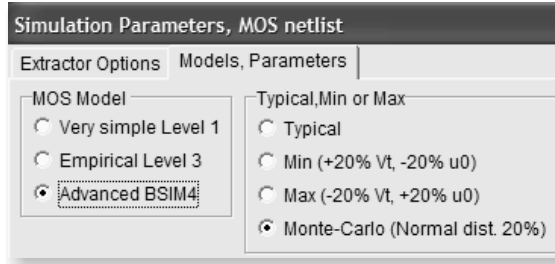 Simulation Parameters, MOS netlist
Extractor Options
Models, Parameters
MOS Model
Very simple Level 1
Empirical Level 3
Advanced BSIM4
Typical,Min or Max
Typical
Min (+20% Vt, -20% u0)
Max (-20% Vt, +20% u0)
Monte-Carlo (Normal dist. 20%)